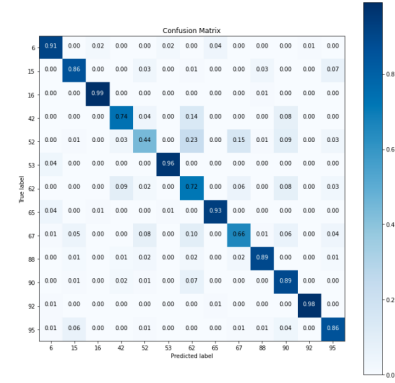 Confusion Matrix
6 0.91 0.00 0.02 0.00 0.00 0.02 0.00 0.04 0.00 0.00 0.00 0.01 0.00
15 0.00 0.86 0.00 0.00 0.03 0.00 0.01 0.00 0.00 0.03 0.00 0.00 0.07
16 0.00 0.00 0.99 0.00 0.00 0.00 0.00 0.00 0.00 0.01 0.00 0.00 0.00
42 0.00 0.00 0.00 0.74 0.04 0.00 0.14 0.00 0.00 0.00 0.08 0.00 0.00
52 0.00 0.01 0.00 0.03 0.44 0.00 0.23 0.00 0.15 0.01 0.09 0.00 0.03
53 0.04 0.00 0.00 0.00 0.00 0.96 0.00 0.00 0.00 0.00 0.00 0.00 0.00
62 0.00 0.00 0.00 0.09 0.02 0.00 0.72 0.00 0.06 0.00 0.08 0.00 0.03
65 0.04 0.00 0.01 0.00 0.00 0.01 0.00 0.93 0.00 0.00 0.00 0.00 0.00
67 0.01 0.05 0.00 0.00 0.08 0.00 0.10 0.00 0.66 0.01 0.06 0.00 0.04
88 0.00 0.01 0.00 0.01 0.02 0.00 0.02 0.00 0.02 0.89 0.01 0.00 0.01
90 0.00 0.01 0.00 0.02 0.01 0.00 0.07 0.00 0.00 0.00 0.89 0.00 0.00
92 0.01 0.00 0.00 0.00 0.00 0.00 0.00 0.01 0.00 0.00 0.00 0.98 0.00
95 0.01 0.06 0.00 0.00 0.01 0.00 0.00 0.00 0.01 0.01 0.04 0.00 0.86
6 15 16 42 52 53 62 65 67 88 90 92 95
True label
Predicted label
0.8
0.6
0.4
0.2
0.0